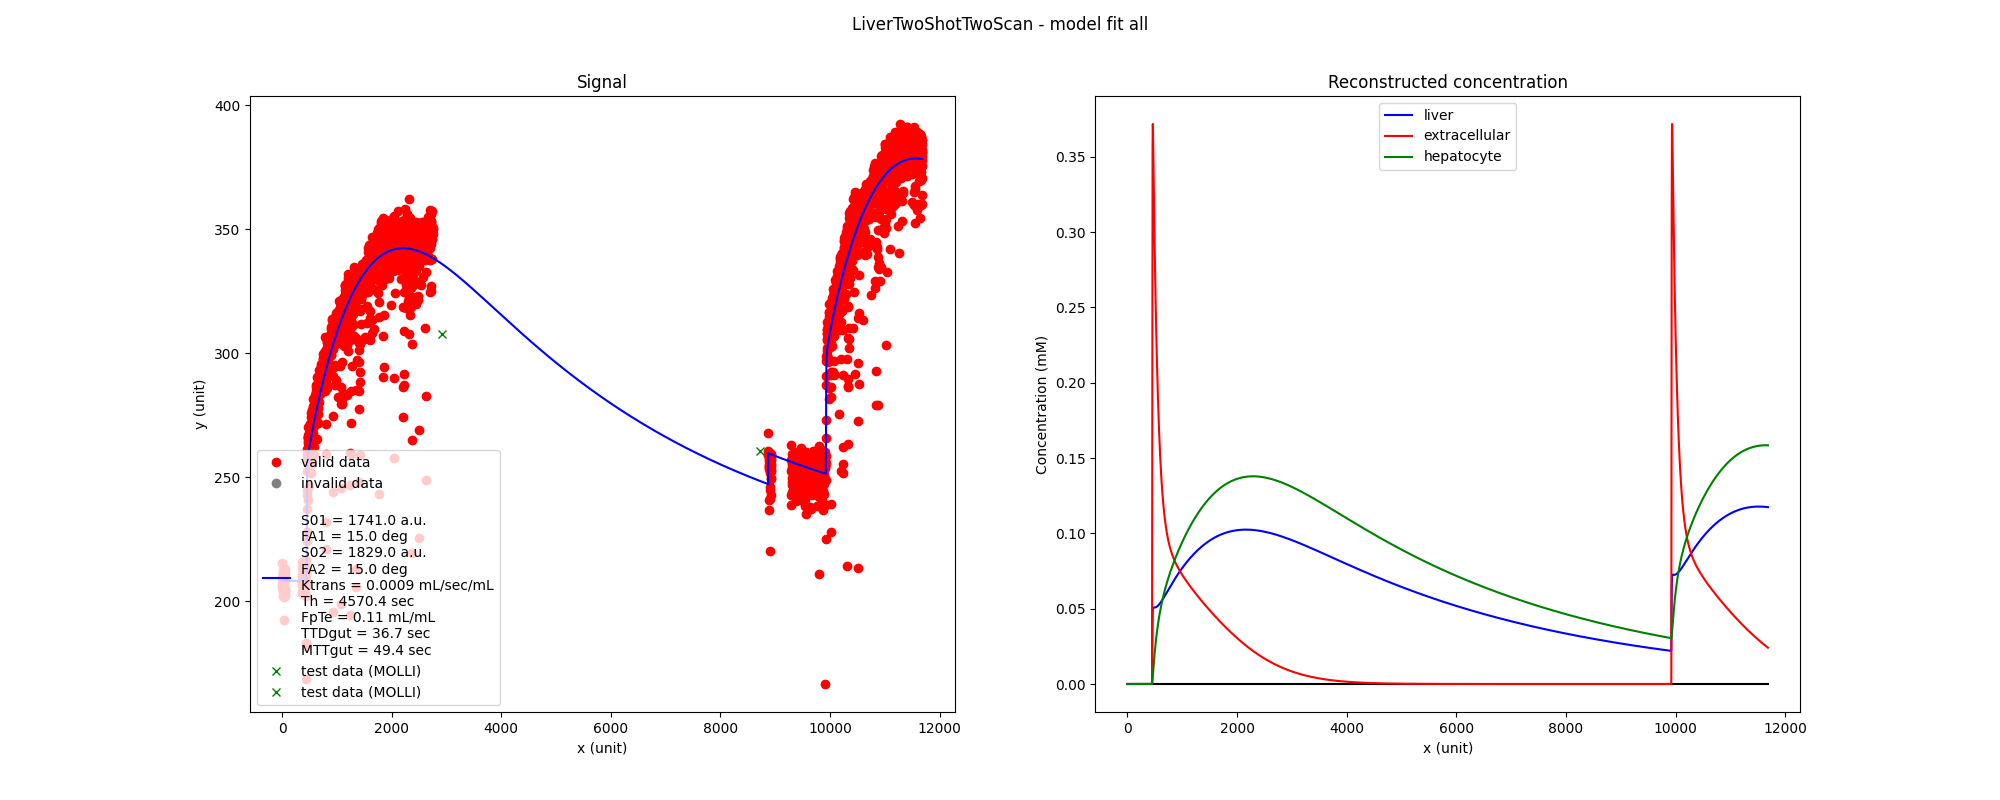 LiverTwoShotTwoScan - model fit all
Signal
400
350
300
250
200
y (unit)
valid data
invalid data
S01 = 1741.0 a.u.
FA1 = 15.0 deg
S02 = 1829.0 a.u.
FA2 = 15.0 deg
Ktrans = 0.0009 mL/sec/mL
Th = 4570.4 sec
FpTe = 0.11 mL/mL
TTDgut = 36.7 sec
MTTgut = 49.4 sec
test data (MOLLI)
test data (MOLLI)
0 2000 4000 6000 8000 10000 12000
x (unit)
Reconstructed concentration
liver
extracellular
hepatocyte
0.35
0.30
0.25
0.20
0.15
0.10
0.05
0.00
Concentration (mM)
0 2000 4000 6000 8000 10000 12000
x (unit)